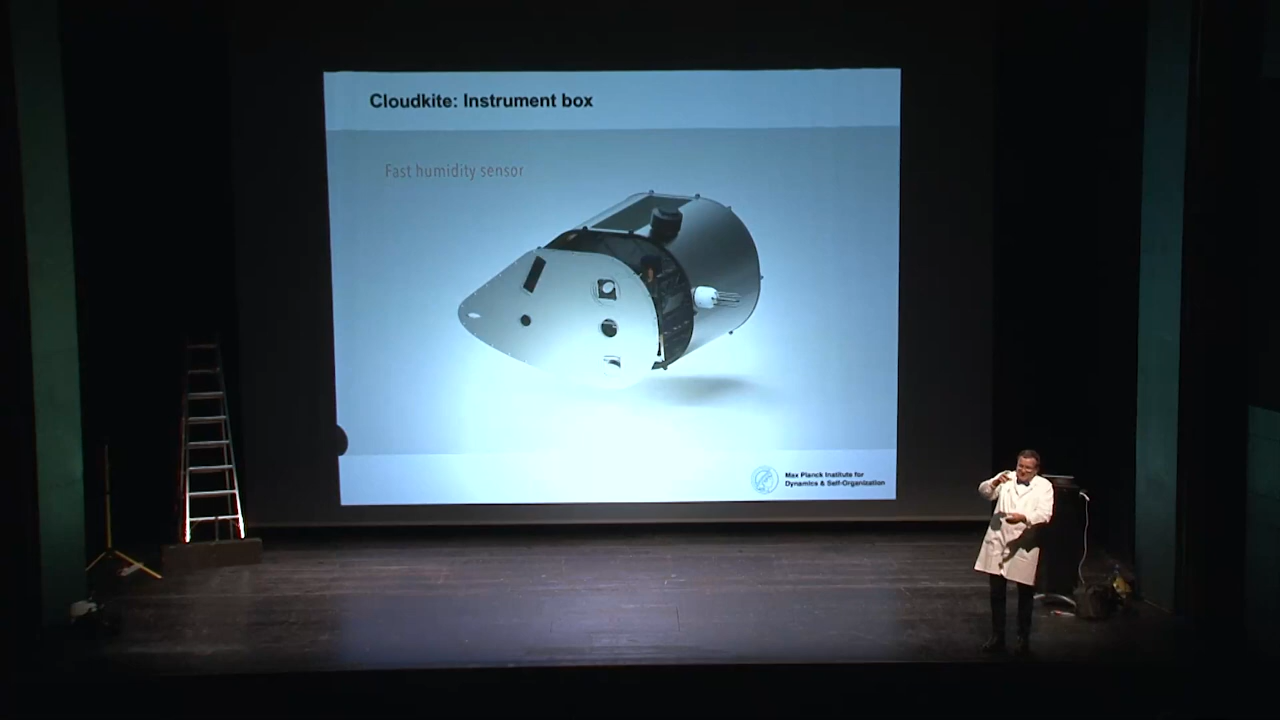 Cloudkite: Instrument box
Fast humidity sensor
Max Planck Institute for
Dynamics & Self-Organization